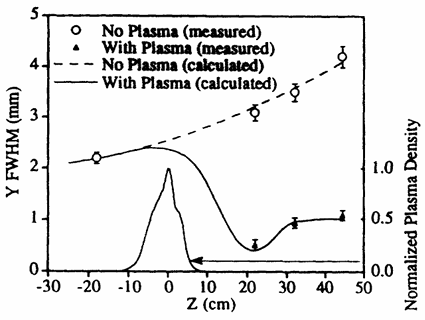 No Plasma (measured)
With Plasma (measured)
No Plasma (calculated)
With Plasma (calculated)
Y FWHM (mm)
5
4
3
2
1
0
-30 -20 -10 0 10 20 30 40 50
Z (cm)
1.0
0.5
0.0
Normalized Plasma Density